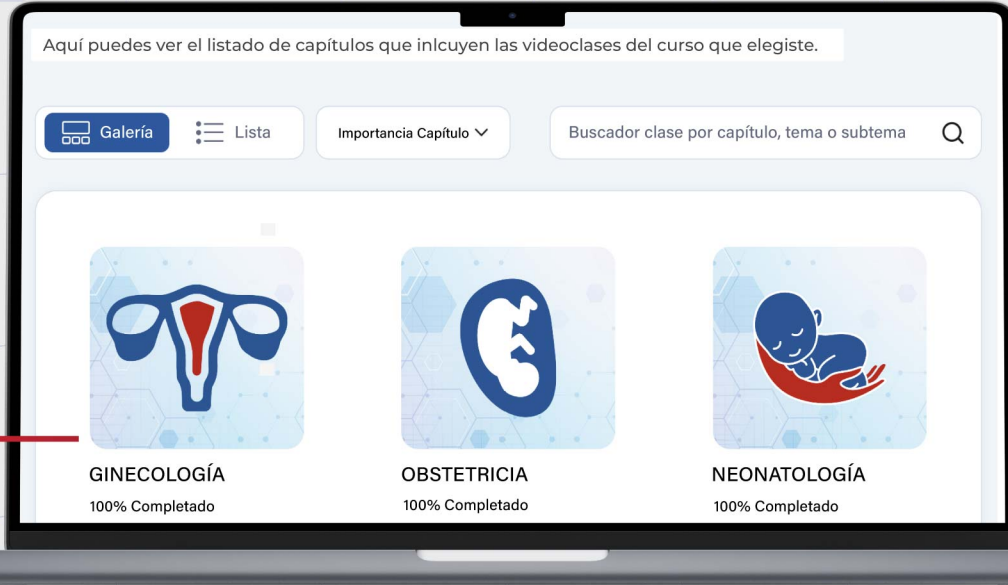 Aquí puedes ver el listado de capítulos que inlcuyen las videoclases del curso que elegiste.
Galería
Lista
Importancia Capítulo
Buscador clase por capítulo, tema o subtema
GINECOLOGÍA
OBSTETRICIA
NEONATOLOGÍA
100% Completado
100% Completado
100% Completado